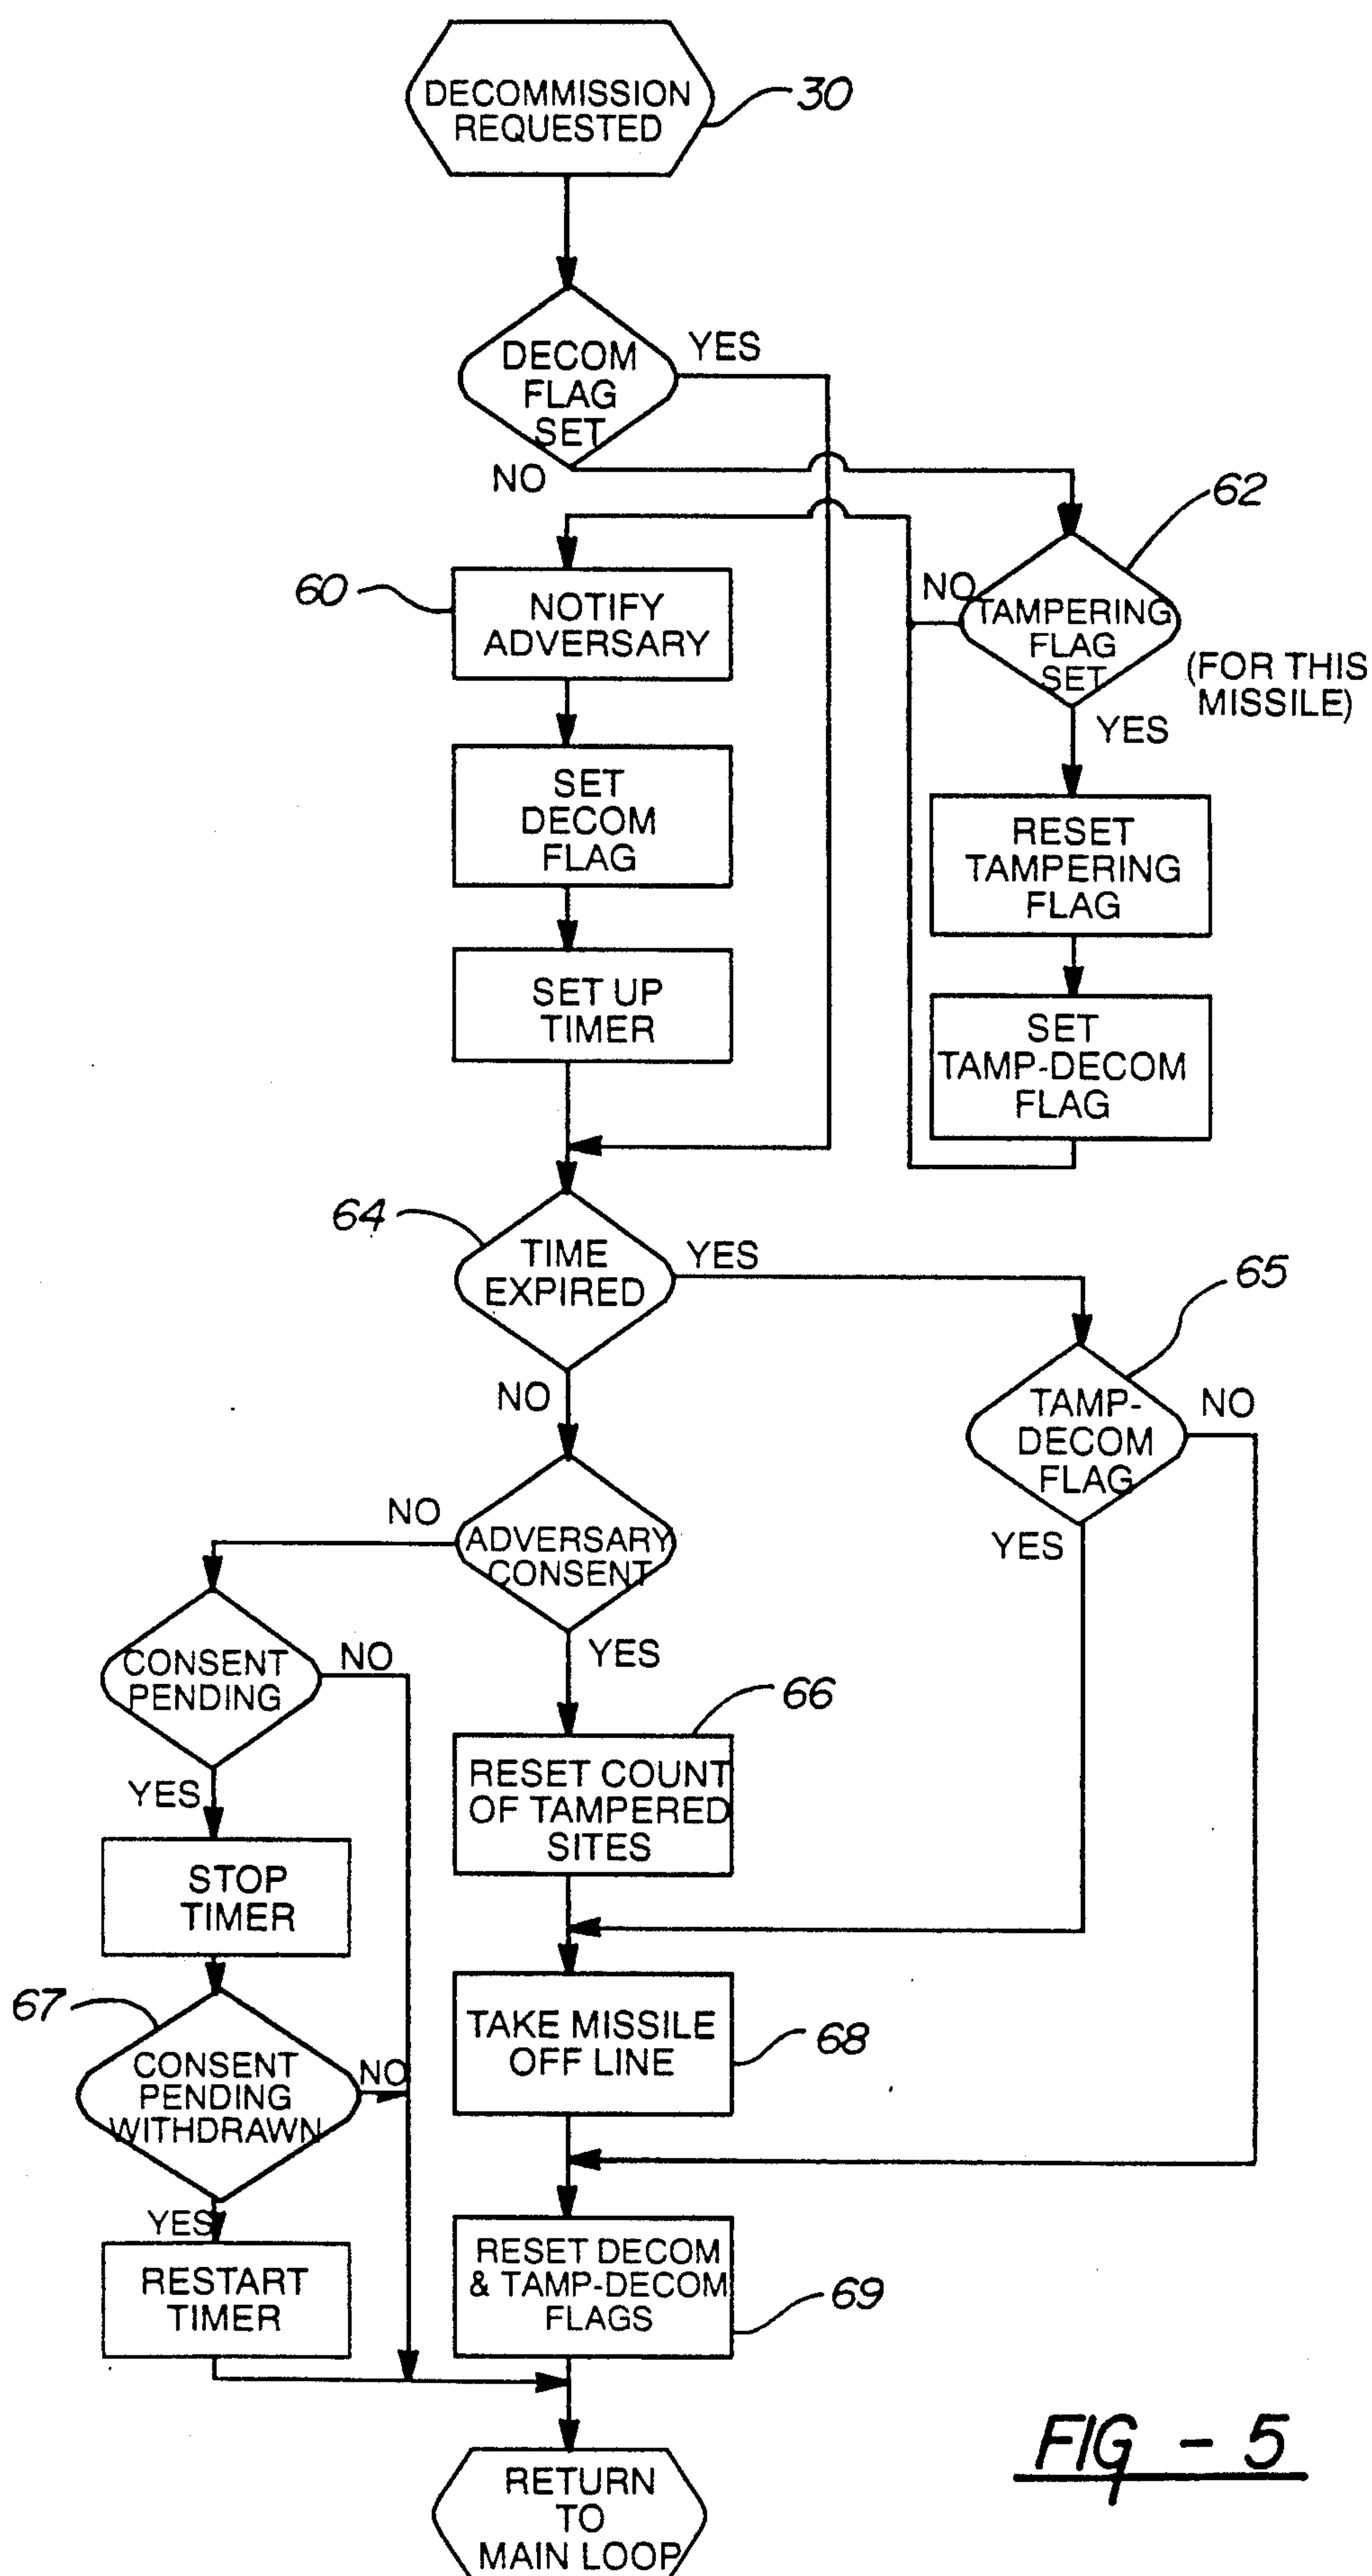 DECOMMISSION
REQUESTED
30
DECOM
FLAG
SET
YES
NO
62
60
NOTIFY
ADVERSARY
NO
TAMPERING
FLAG
SET
(FOR THIS
MISSILE)
YES
SET
DECOM
FLAG
RESET
TAMPERING
FLAG
SET UP
TIMER
SET
TAMP-DECOM
FLAG
64
TIME
EXPIRED
YES
65
NO
TAMP-
DECOM
FLAG
NO
YES
NO
ADVERSARY
CONSENT
YES
CONSENT
PENDING
NO
YES
66
RESET COUNT
OF TAMPERED
SITES
STOP
TIMER
67
CONSENT
PENDING
WITHDRAWN
NO
TAKE MISSILE
OFF LINE
68
YES
RESTART
TIMER
RESET DECOM
& TAMP-DECOM
FLAGS
69
RETURN
TO
MAIN LOOP
FIG - 5